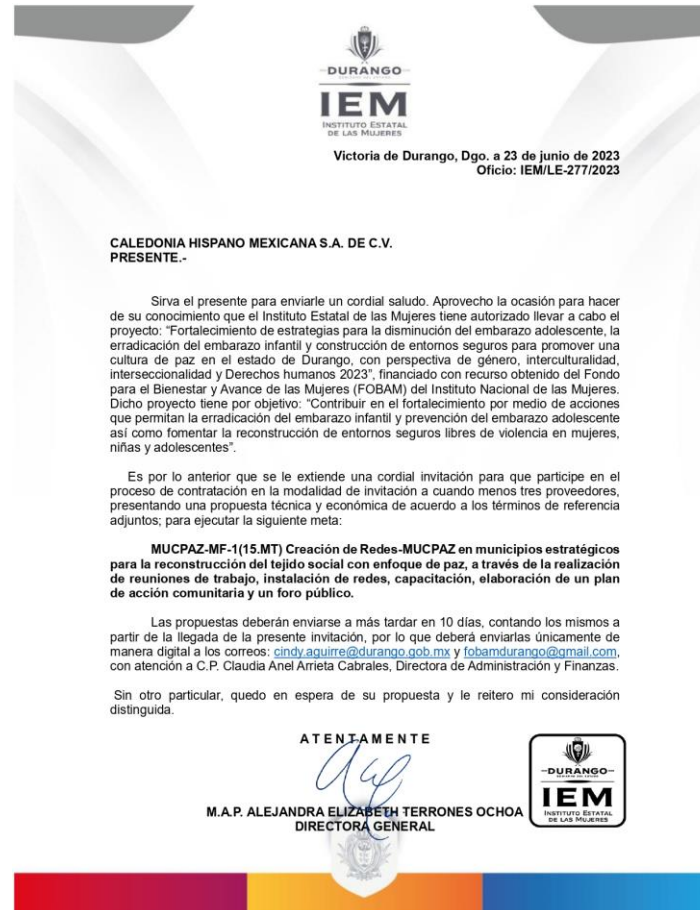 DURANGO
IEM
INSTITUTO ESTATAL
DE LAS MUJERES
Victoria de Durango, Dgo. a 23 de junio de 2023
Oficio: IEM/LE-277/2023
CALEDONIA HISPANO MEXICANA S.A. DE C.V.
PRESENTE.-
Sirva el presente para enviarle un cordial saludo. Aprovecho la ocasión para hacer
de su conocimiento que el Instituto Estatal de las Mujeres tiene autorizado llevar a cabo el
proyecto: “Fortalecimiento de estrategias para la disminución del embarazo adolescente, la
erradicación del embarazo infantil y construcción de entornos seguros para promover una
cultura de paz en el estado de Durango, con perspectiva de género, interculturalidad,
interseccionalidad y Derechos humanos 2023”, financiado con recurso obtenido del Fondo
para el Bienestar y Avance de las Mujeres (FOBAM) del Instituto Nacional de las Mujeres.
Dicho proyecto tiene por objetivo: “Contribuir en el fortalecimiento por medio de acciones
que permitan la erradicación del embarazo infantil y prevención del embarazo adolescente
así como fomentar la reconstrucción de entornos seguros libres de violencia en mujeres,
niñas y adolescentes”.
Es por lo anterior que se le extiende una cordial invitación para que participe en el
proceso de contratación en la modalidad de invitación a cuando menos tres proveedores,
presentando una propuesta técnica y económica de acuerdo a los términos de referencia
adjuntos; para ejecutar la siguiente meta:
MUCPAZ-MF-1(15.MT) Creación de Redes-MUCPAZ en municipios estratégicos
para la reconstrucción del tejido social con enfoque de paz, a través de la realización
de reuniones de trabajo, instalación de redes, capacitación, elaboración de un plan
de acción comunitaria y un foro público.
Las propuestas deberán enviarse a más tardar en 10 días, contando los mismos a
partir de la llegada de la presente invitación, por lo que deberá enviarlas únicamente de
manera digital a los correos: cindy.aguirre@durango.gob.mx y fobamdurango@gmail.com,
con atención a C.P. Claudia Anel Arrieta Cabrales, Directora de Administración y Finanzas.
Sin otro particular, quedo en espera de su propuesta y le reitero mi consideración
distinguida.
ATENTAMENTE
M.A.P. ALEJANDRA ELIZABETH TERRONES OCHOA
DIRECTORA GENERAL
DURANGO
IEM
INSTITUTO ESTATAL
DE LAS MUJERES